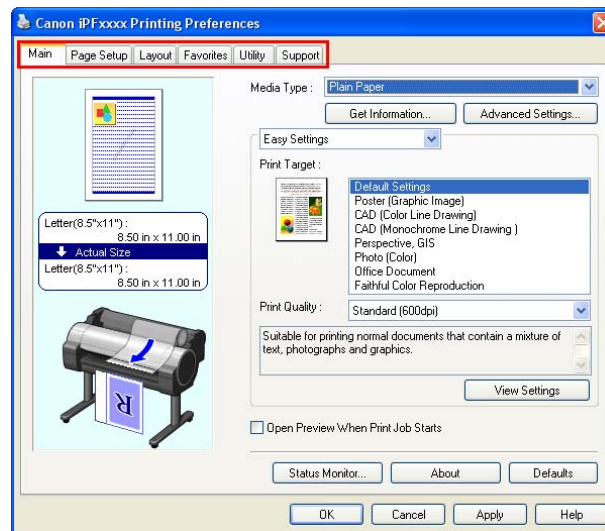 Canon iPFxxxx Printing Preferences
Main Page Setup Layout Favorites Utility Support
Media Type : Plain Paper
Get Information... Advanced Settings...
Easy Settings
Print Target :
Default Settings
Poster (Graphic Image)
CAD (Color Line Drawing)
CAD (Monochrome Line Drawing )
Perspective, GIS
Photo (Color)
Office Document
Faithful Color Reproduction
Letter(8.5"x11") :
8.50 in x 11.00 in
Actual Size
Letter(8.5"x11") :
8.50 in x 11.00 in
R
Print Quality : Standard (600dpi)
Suitable for printing normal documents that contain a mixture of
text, photographs and graphics.
View Settings
Open Preview When Print Job Starts
Status Monitor... About Defaults
OK Cancel Apply Help